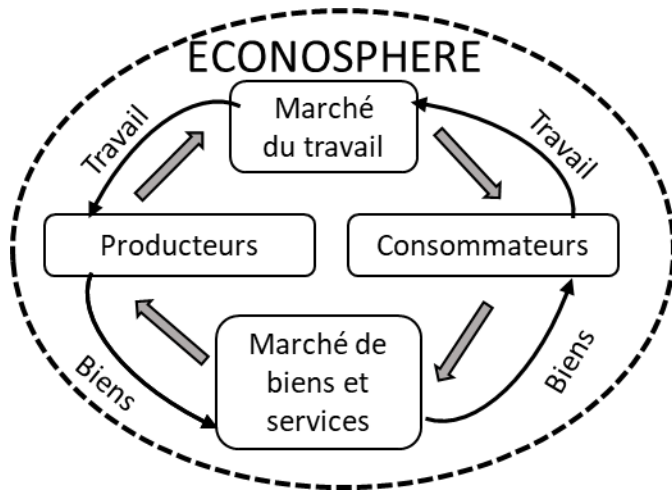 ECONOSPHERE
Marché
du travail
Travail
Travail
Producteurs
Consommateurs
Marché de
biens et
services
Biens
Biens